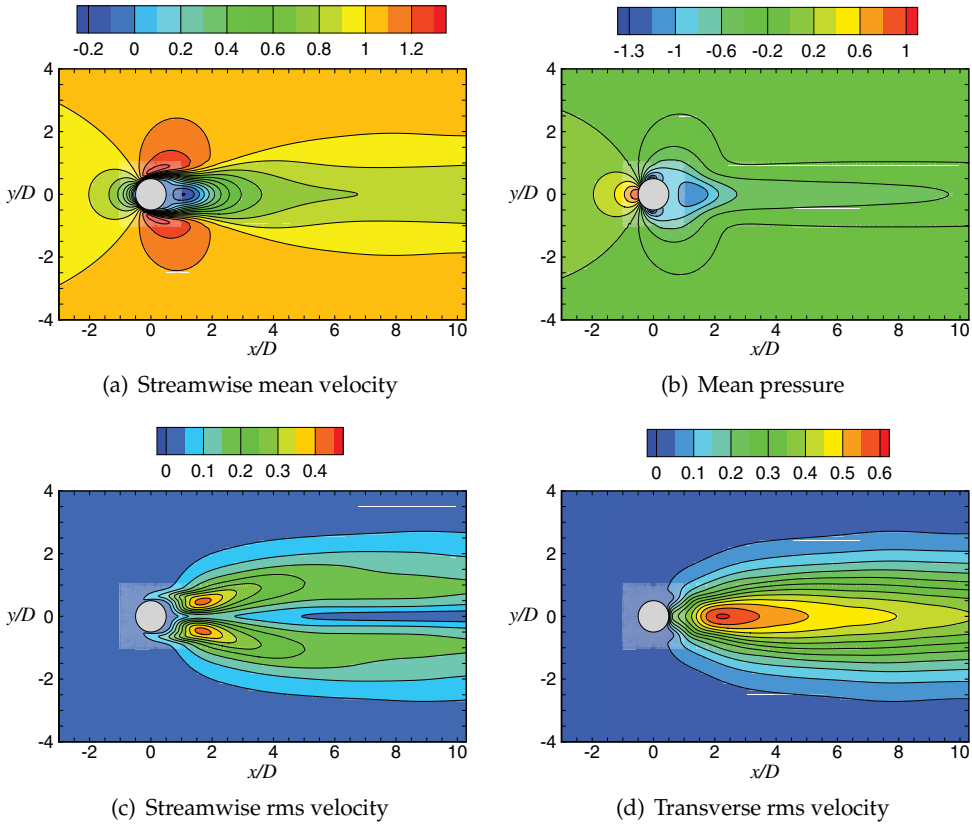 -0.2 0 0.2 0.4 0.6 0.8 1 1.2
4
2
y/D 0
-2
-4
-2 0 2 4 6 8 10
x/D
(a) Streamwise mean velocity
-1.3 -1 -0.6 -0.2 0.2 0.6 1
4
2
y/D 0
-2
-4
-2 0 2 4 6 8 10
x/D
(b) Mean pressure
0 0.1 0.2 0.3 0.4
4
2
y/D 0
-2
-4
-2 0 2 4 6 8 10
x/D
(c) Streamwise rms velocity
0 0.1 0.2 0.3 0.4 0.5 0.6
4
2
y/D 0
-2
-4
-2 0 2 4 6 8 10
x/D
(d) Transverse rms velocity